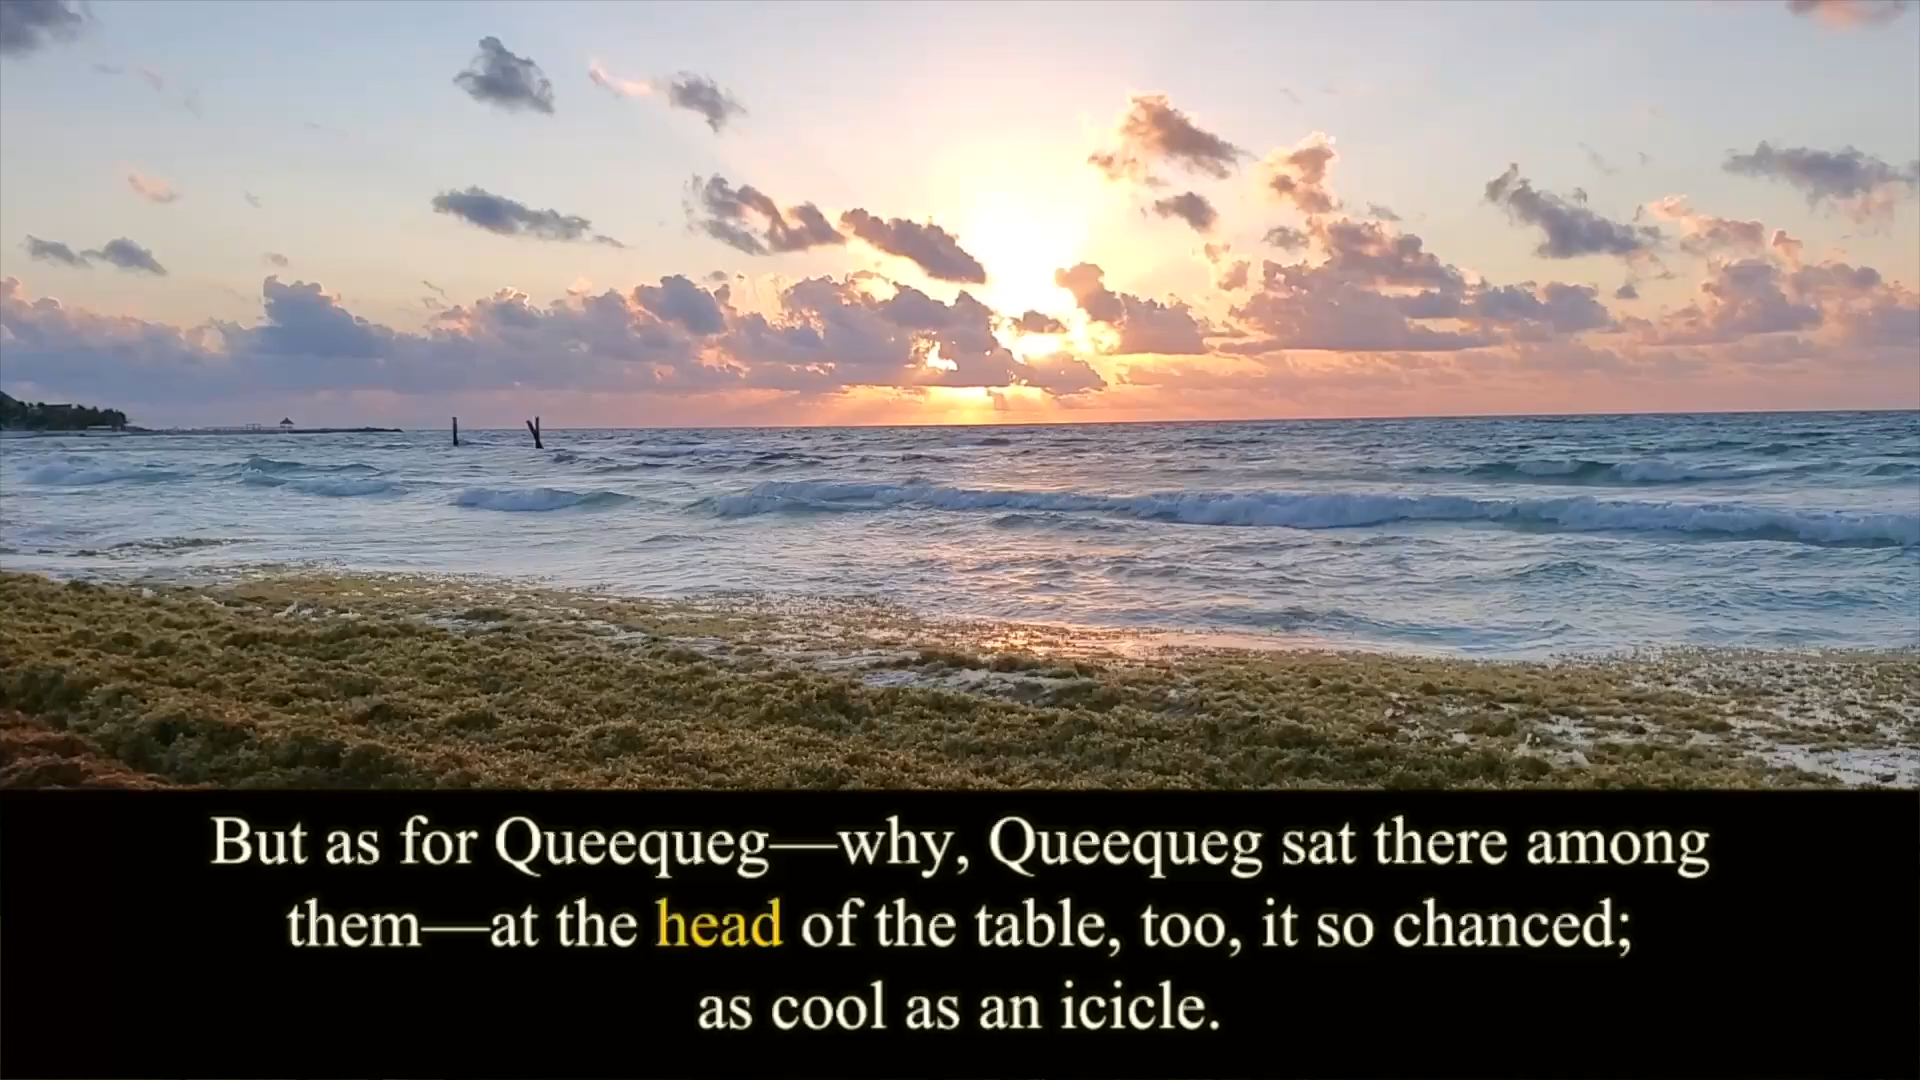 But as for Queequeg—why, Queequeg sat there among
them—at the head of the table, too, it so chanced;
as cool as an icicle.